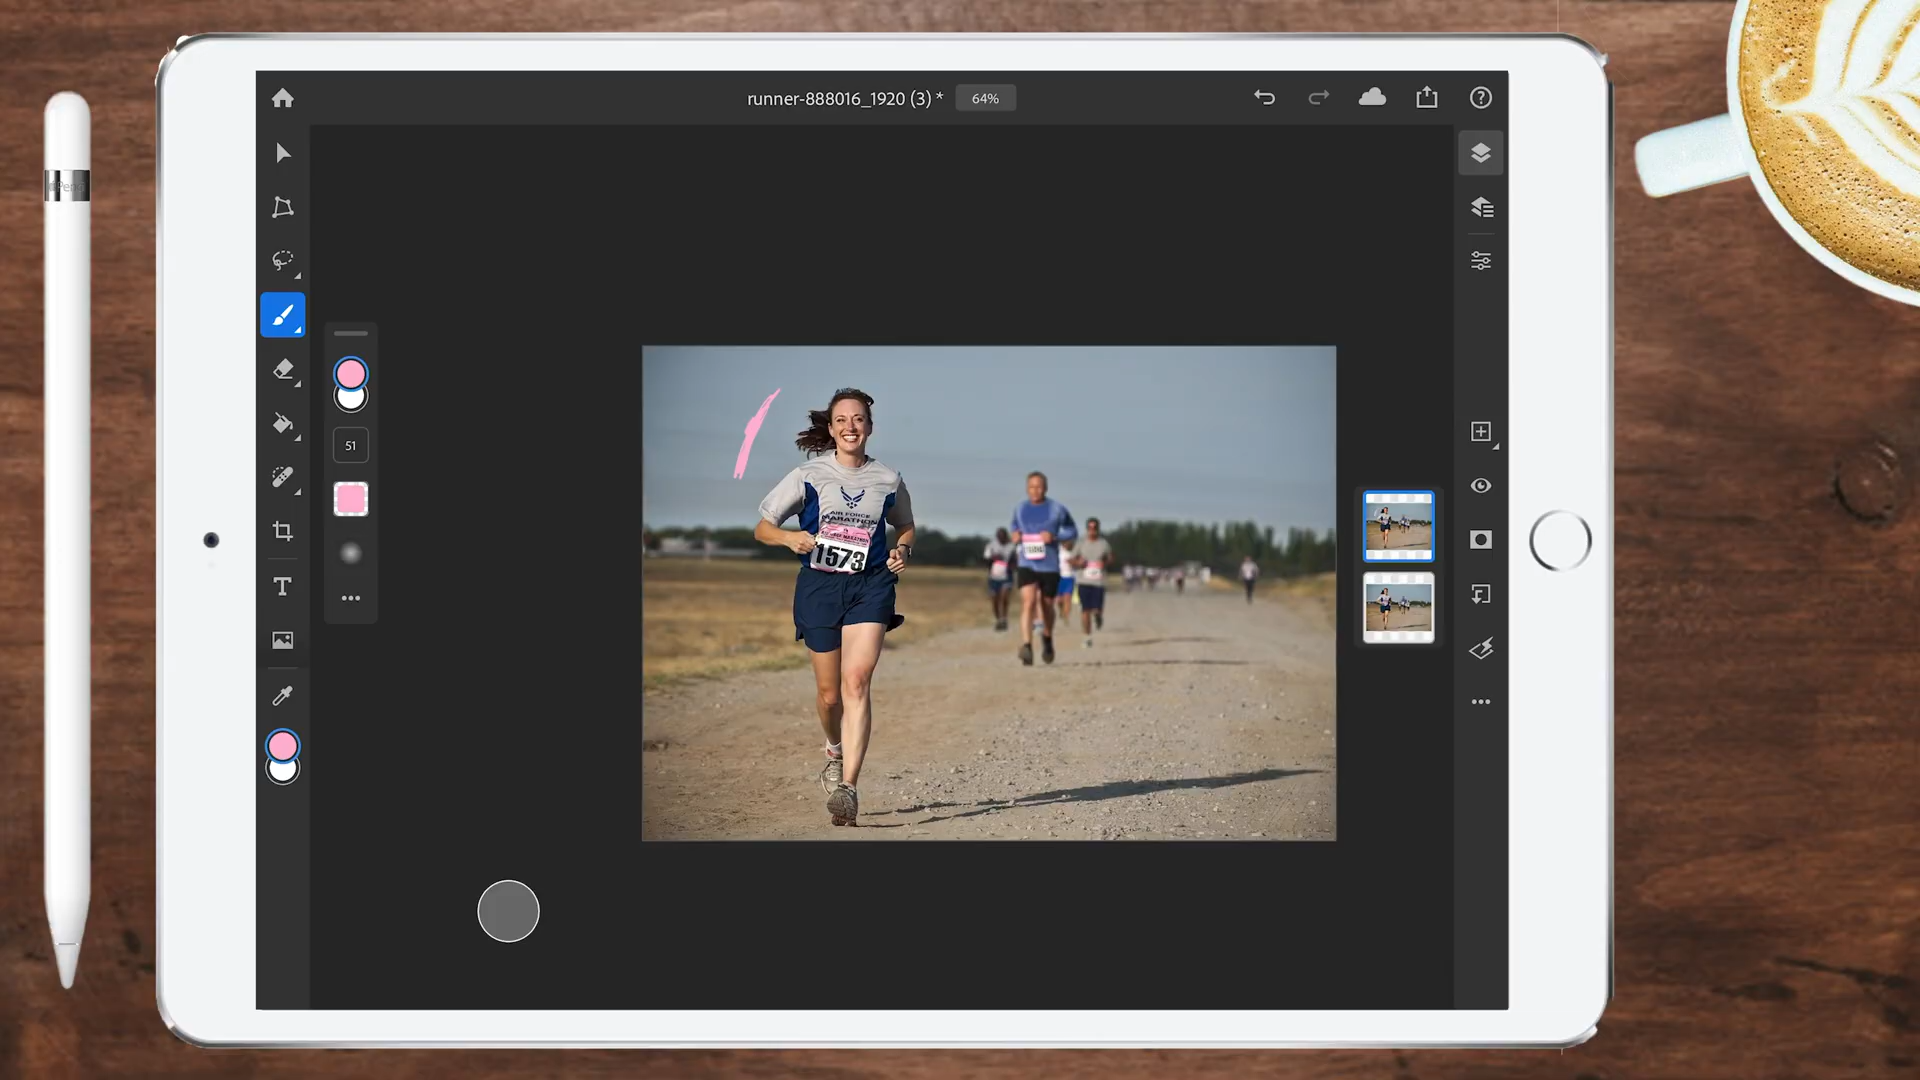 runner-888016_1920 (3) *
64%
51
T
AIR FORCE
MARATHON
1573